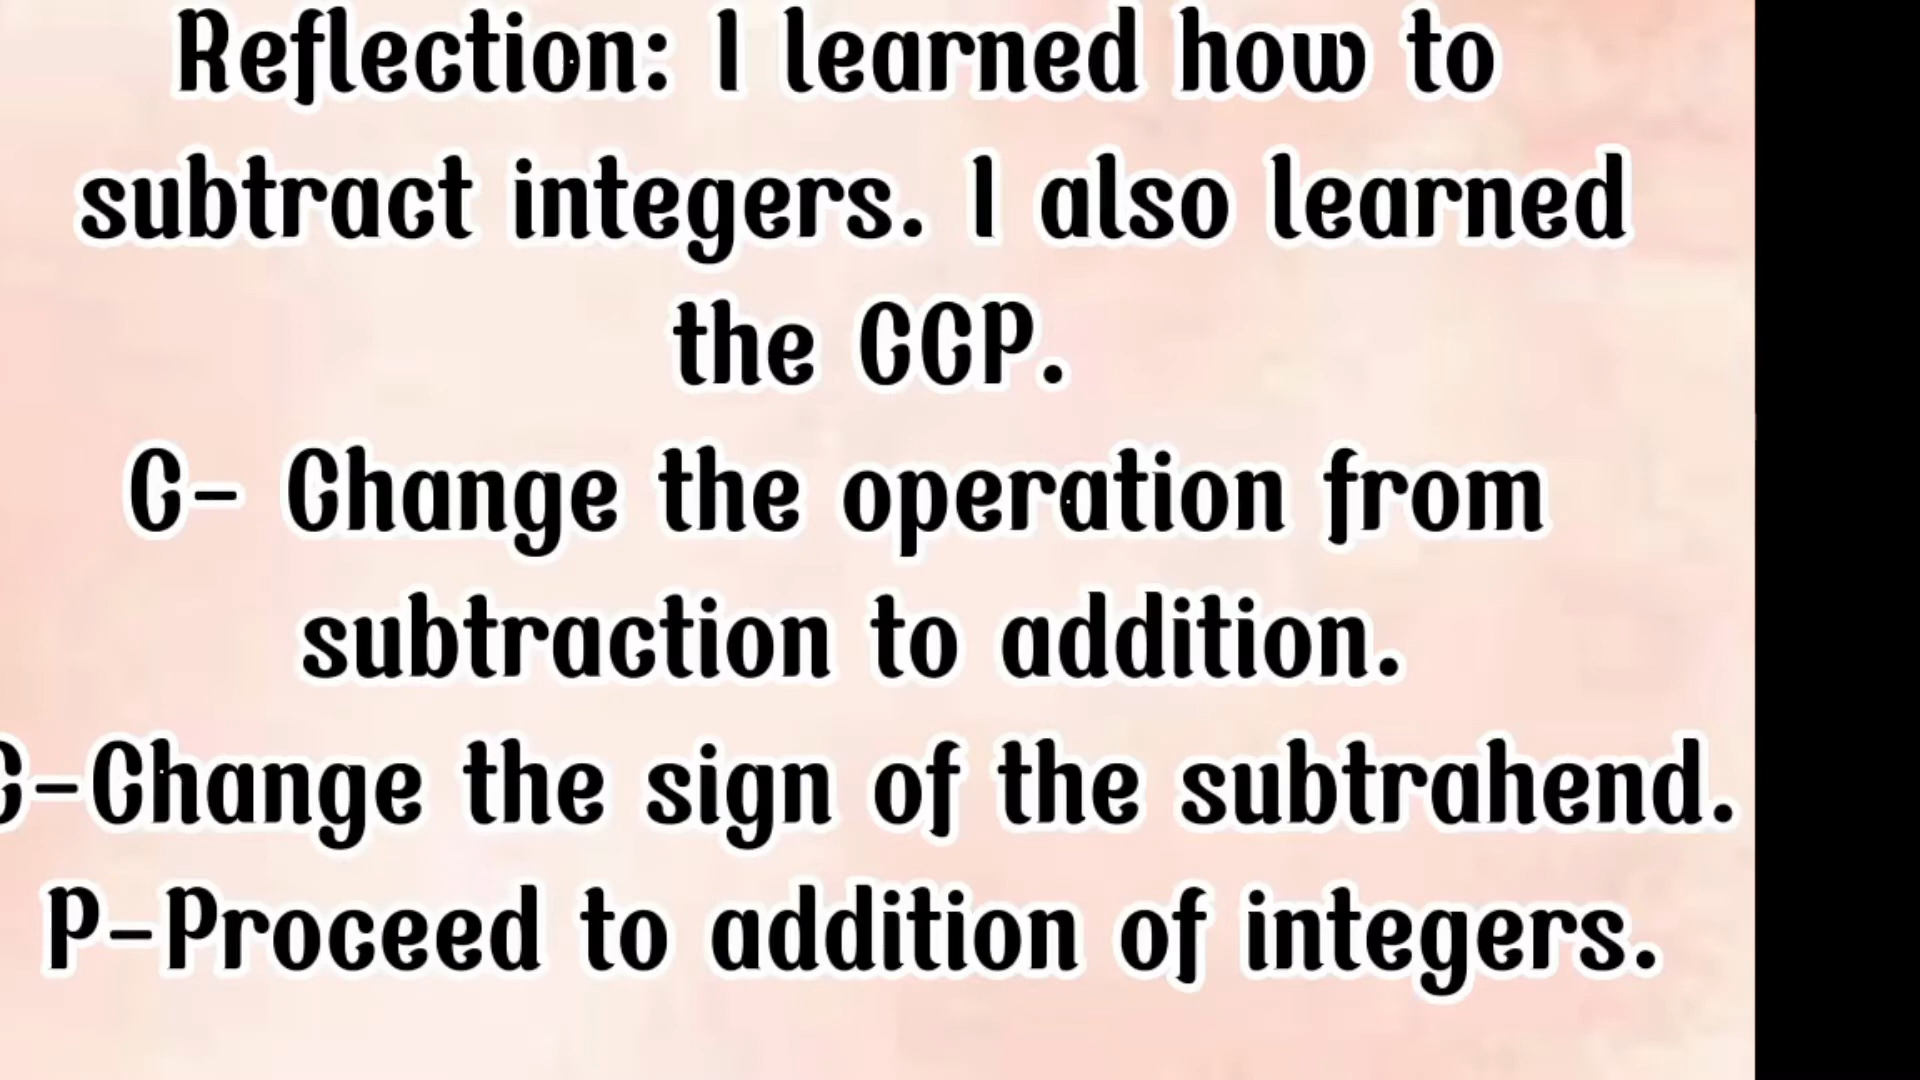 Reflection: I learned how to
subtract integers. I also learned
the CCP.
C- Change the operation from
subtraction to addition.
C-Change the sign of the subtrahend.
P-Proceed to addition of integers.